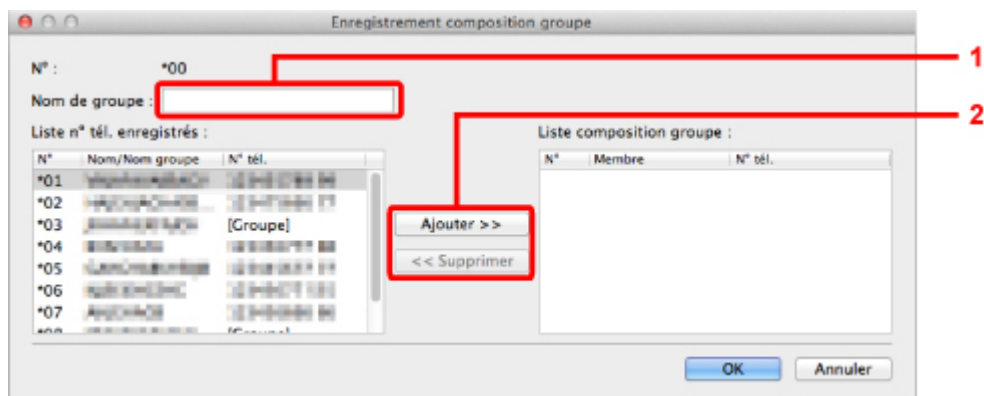 Enregistrement composition groupe
N° : *00
1
Nom de groupe :
2
Liste n° tél. enregistrés :
Liste composition groupe :
N° Nom/Nom groupe N° tél.
N° Membre N° tél.
*01
*02
*03 [Groupe]
*04
*05
*06
*07
Ajouter >>
<< Supprimer
OK Annuler